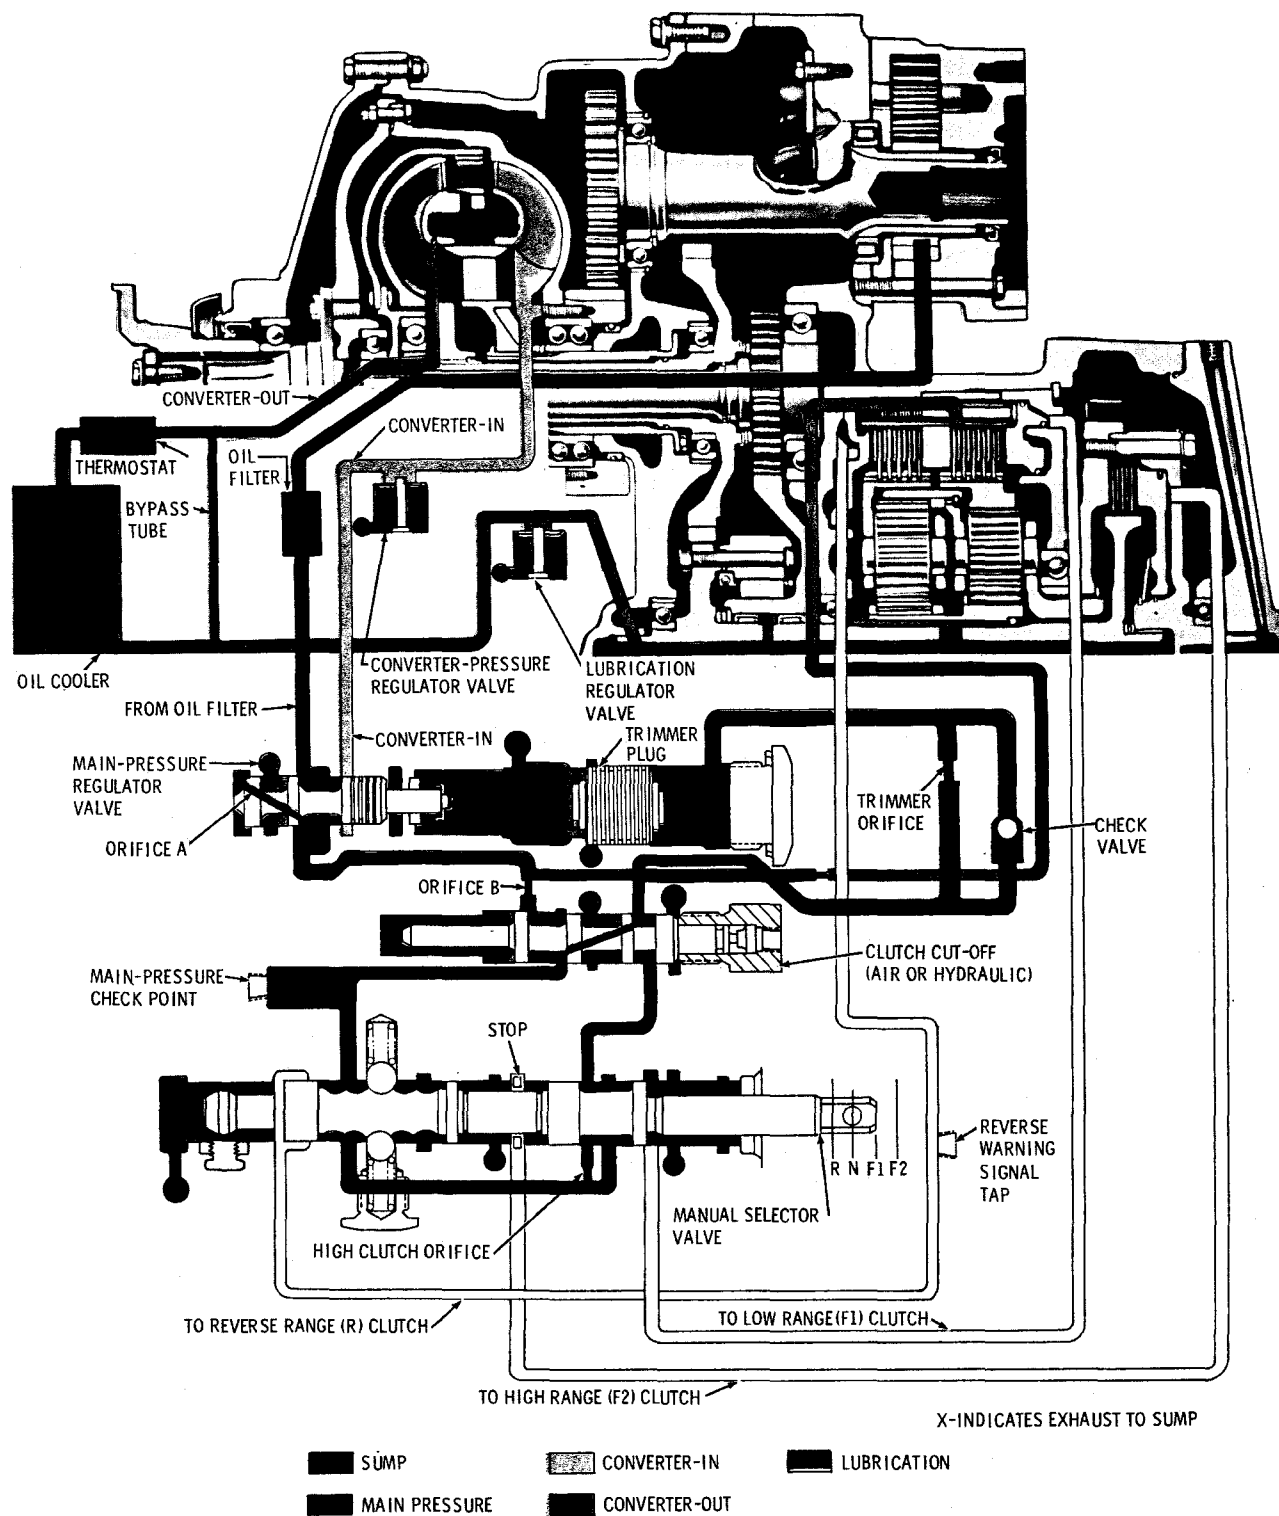 CONVERTER-OUT
CONVERTER-IN
THERMOSTAT
OIL
FILTER
BYPASS
TUBE
OIL COOLER
CONVERTER-PRESSURE
REGULATOR VALVE
LUBRICATION
REGULATOR
VALVE
FROM OIL FILTER
CONVERTER-IN
TRIMMER
PLUG
MAIN-PRESSURE
REGULATOR
VALVE
TRIMMER
ORIFICE
CHECK
VALVE
ORIFICE A
ORIFICE B
CLUTCH CUT-OFF
(AIR OR HYDRAULIC)
MAIN-PRESSURE
CHECK POINT
STOP
REVERSE
WARNING
SIGNAL
TAP
R N F1 F2
MANUAL SELECTOR
VALVE
HIGH CLUTCH ORIFICE
TO REVERSE RANGE (R) CLUTCH
TO LOW RANGE (F1) CLUTCH
TO HIGH RANGE (F2) CLUTCH
X-INDICATES EXHAUST TO SUMP
SUMP
CONVERTER-IN
LUBRICATION
MAIN PRESSURE
CONVERTER-OUT